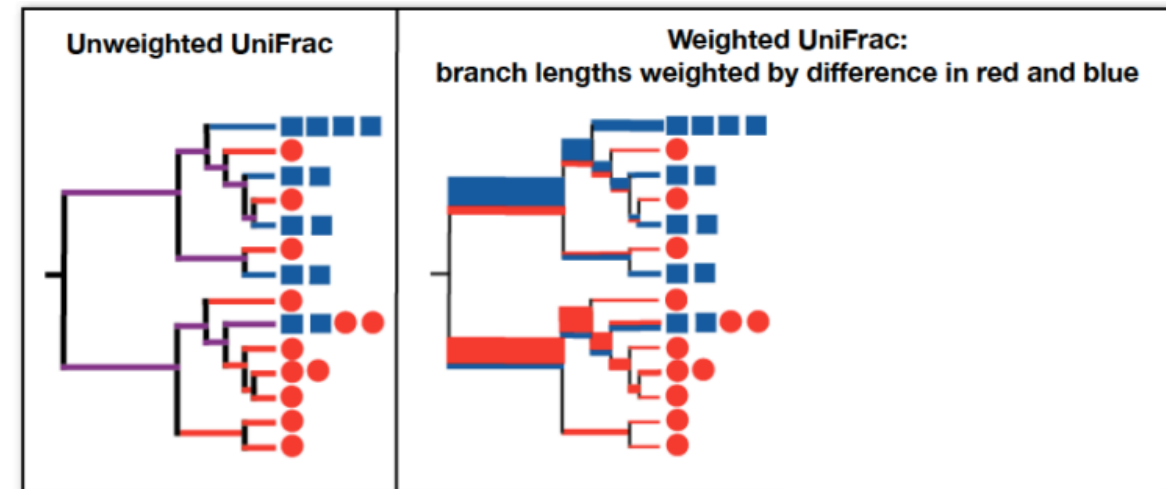 Unweighted UniFrac
Weighted UniFrac:
branch lengths weighted by difference in red and blue